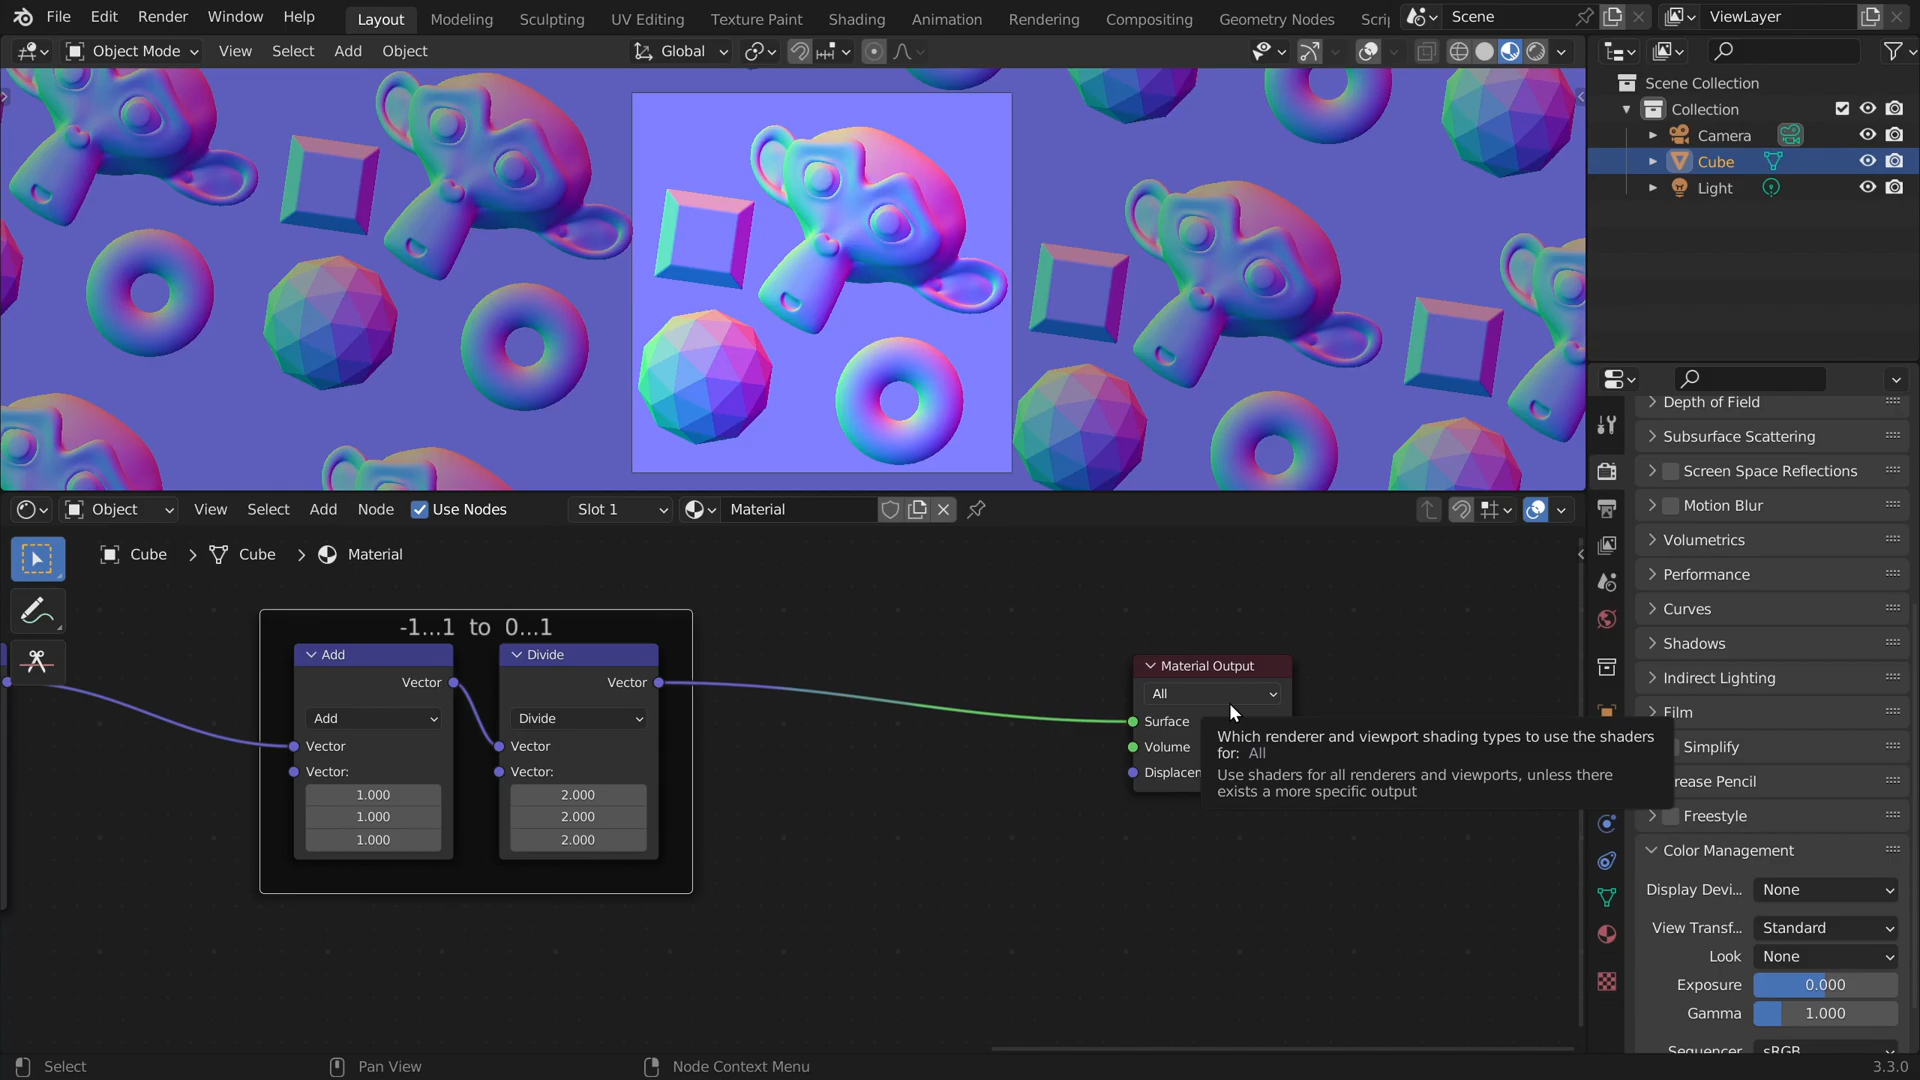 File Edit Render Window Help Layout Modeling Sculpting UV Editing Texture Paint Shading Animation Rendering Compositing Geometry Nodes Scrip Scene ViewLayer
Object Mode View Select Add Object Global
Scene Collection
Collection
Camera
Cube
Light
Depth of Field
Subsurface Scattering
Screen Space Reflections
Motion Blur
Volumetrics
Performance
Curves
Shadows
Indirect Lighting
Film
Simplify
rease Pencil
Freestyle
Color Management
Display Devi... None
View Transf... Standard
Look None
Exposure 0.000
Gamma 1.000
Sequencer sRGB
Object View Select Add Node Use Nodes Slot 1 Material
Cube > Cube > Material
-1...1 to 0...1
Add
Vector
Add
Vector
Vector:
1.000
1.000
1.000
Divide
Vector
Divide
Vector
Vector:
2.000
2.000
2.000
Material Output
All
Surface
Volume
Displacen
Which renderer and viewport shading types to use the shaders
for: All
Use shaders for all renderers and viewports, unless there
exists a more specific output
Select Pan View Node Context Menu 3.3.0